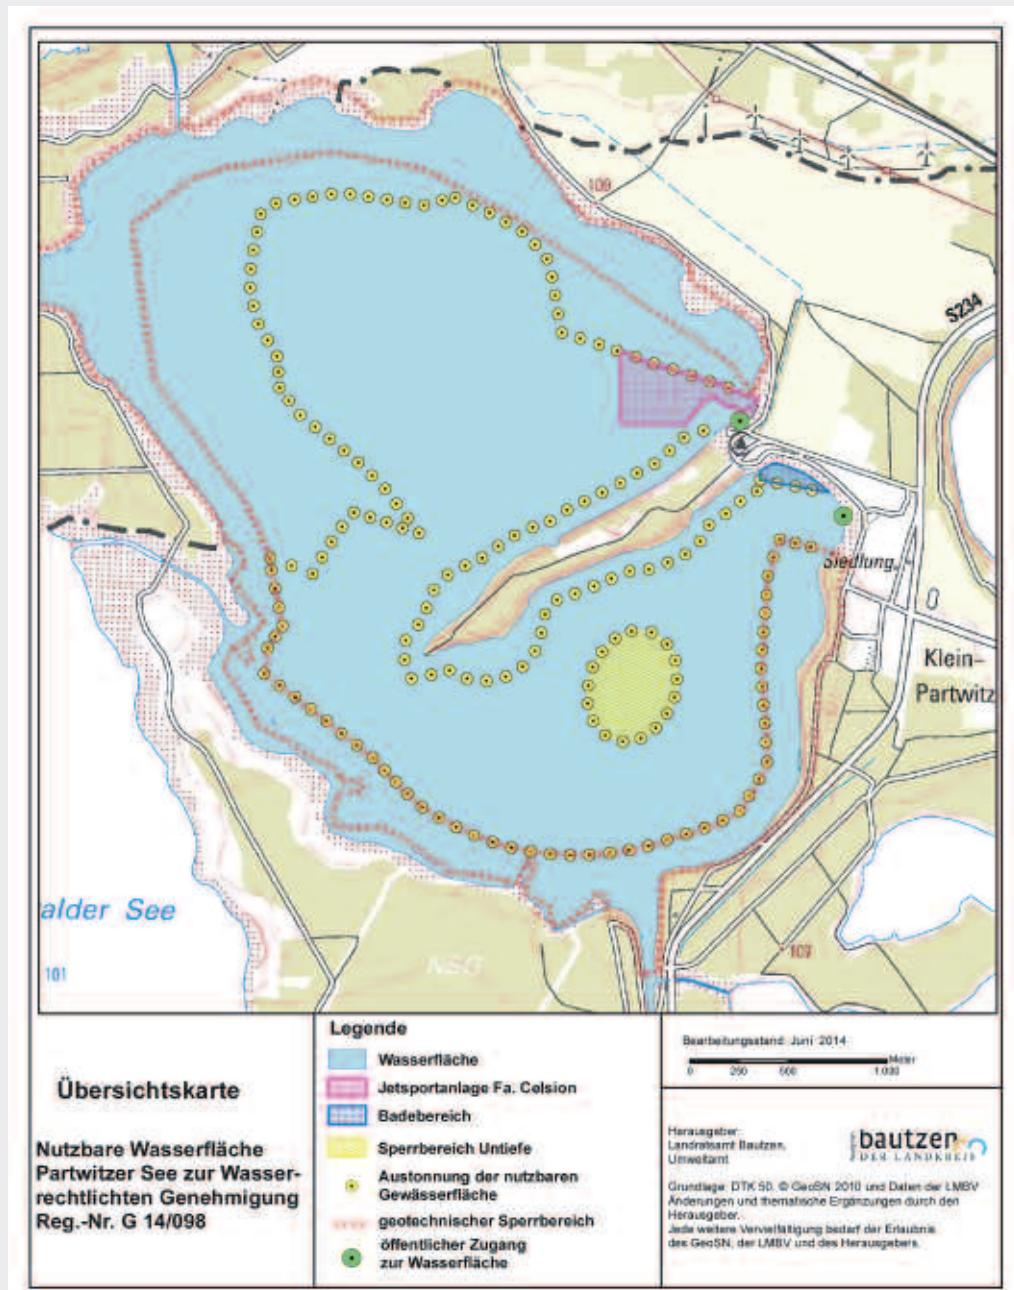 109
S234
Siedlung
Klein-
Partwitz
alder See
101
NSG
109
Übersichtskarte
Nutzbare Wasserfläche
Partwitzer See zur Wasser-
rechtlichten Genehmigung
Reg.-Nr. G 14/098
Legende
Wasserfläche
Jetsportanlage Fa. Celsion
Badebereich
Sperrbereich Untiefe
Austonnung der nutzbaren
Gewässerfläche
geotechnischer Sperrbereich
öffentlicher Zugang
zur Wasserfläche
Bearbeitungsstand: Juni 2014
Meter
0 250 500 1.000
Herausgeber:
Landratsamt Bautzen,
Umweltamt
bautzen
DER LANDKREIS
Grundlage: DTK 50, © GeoSN 2010 und Daten der LMBV
Änderungen und thematische Ergänzungen durch den
Herausgeber.
Jede weitere Vervielfältigung bedarf der Erlaubnis
des GeoSN, der LMBV und des Herausgebers.